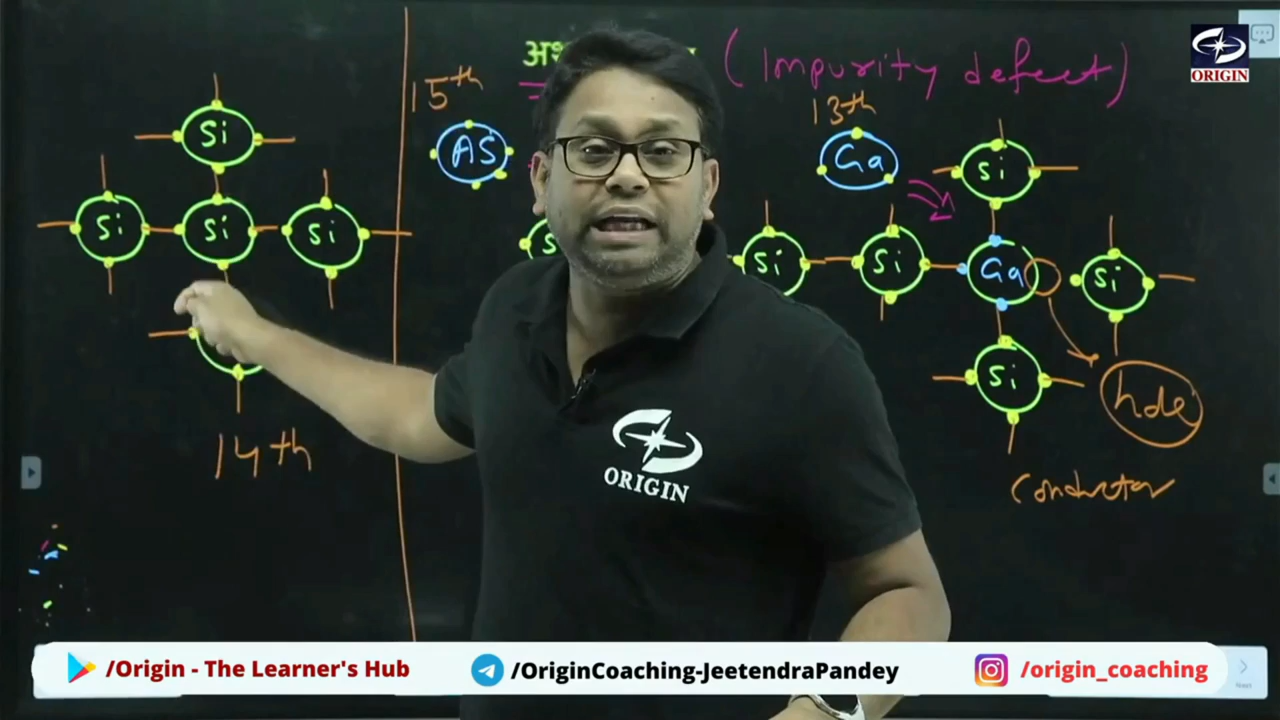 (Impurity defect)
ORIGIN
15th
13th
AS
Ga
Si
Si
Si
Si
Si
Si
Si
Ga
Si
Si
hole
14th
conductor
ORIGIN
/Origin - The Learner's Hub
/OriginCoaching-JeetendraPandey
/origin_coaching
Next